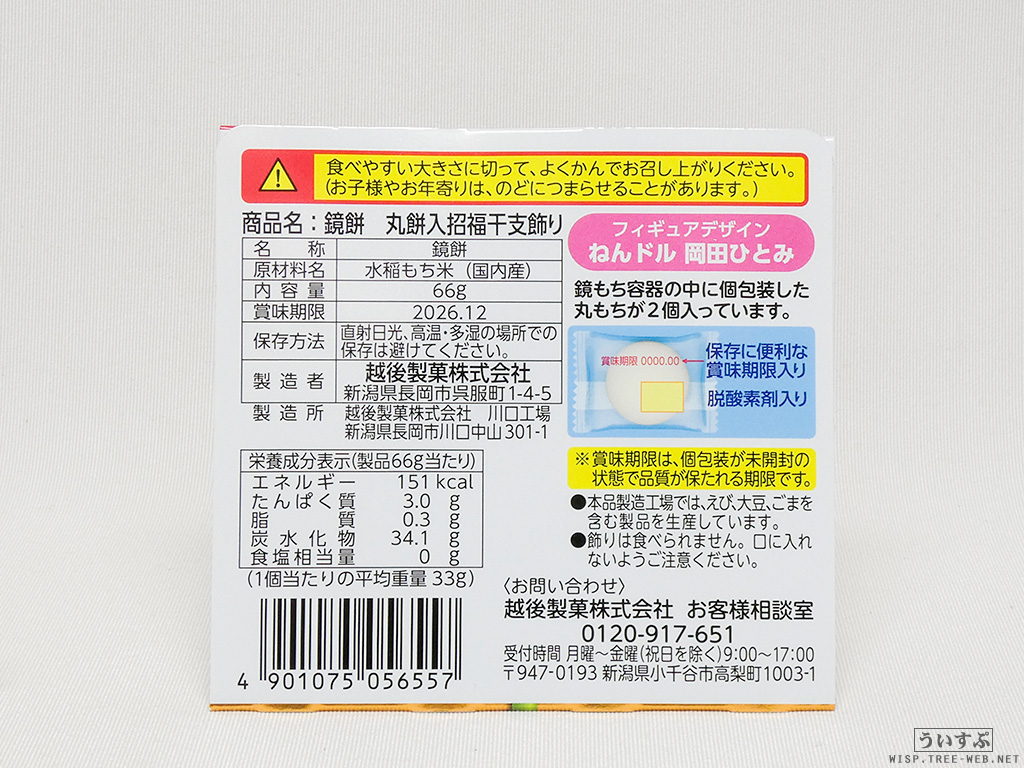 食べやすい大きさに切って、よくかんでお召し上がりください。
(お子様やお年寄りは、のどにつまらせることがあります。)
商品名：鏡餅　丸餅入招福干支飾り
名称 鏡餅
原材料名 水稲もち米（国内産）
内容量 66g
賞味期限 2026.12
保存方法 直射日光、高温・多湿の場所での
保存は避けてください。
製造者 越後製菓株式会社
新潟県長岡市呉服町1-4-5
製造所 越後製菓株式会社　川口工場
新潟県長岡市川口中山301-1
栄養成分表示(製品66g当たり)
エネルギー 151kcal
たんぱく質 3.0 g
脂質 0.3 g
炭水化物 34.1 g
食塩相当量 0 g
(1個当たりの平均重量 33g)
4 901075 056557
フィギュアデザイン
ねんドル 岡田ひとみ
鏡もち容器の中に個包装した
丸もちが2個入っています。
賞味期限 0000.00
保存に便利な
賞味期限入り
脱酸素剤入り
※賞味期限は、個包装が未開封の
状態で品質が保たれる期限です。
●本品製造工場では、えび、大豆、ごまを
含む製品を生産しています。
●飾りは食べられません。口に入れ
ないようご注意ください。
〈お問い合わせ〉
越後製菓株式会社 お客様相談室
0120-917-651
受付時間 月曜〜金曜(祝日を除く)9:00〜17:00
〒947-0193 新潟県小千谷市高梨町1003-1
ういすぷ
WISP.TREE-WEB.NET